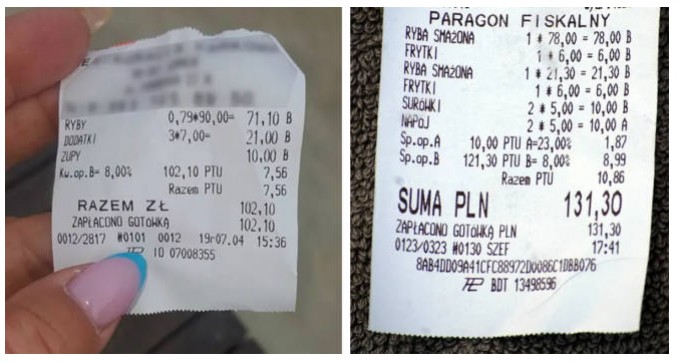 RYBY 0,79*90,00= 71,10 B
DODATKI 3*7,00= 21,00 B
ZUPY 10,00 B
Kw.op.B= 8,00% 102,10 PTU 7,56
Razem PTU 7,56
RAZEM ZŁ 102,10
ZAPŁACONO GOTÓWKĄ 102,10
0012/2817 #0101 0012 19r07.04 15:36
IO 07008355
PARAGON FISKALNY
RYBA SMAŻONA 1 * 78,00 = 78,00 B
FRYTKI 1 * 6,00 = 6,00 B
RYBA SMAŻONA 1 * 21,30 = 21,30 B
FRYTKI 1 * 6,00 = 6,00 B
SURÓWKI 2 * 5,00 = 10,00 B
NAPOJ 2 * 5,00 = 10,00 A
Sp.op.A 10,00 PTU A=23,00% 1,87
Sp.op.B 121,30 PTU B= 8,00% 8,99
Razem PTU 10,86
SUMA PLN 131,30
ZAPŁACONO GOTÓWKĄ PLN 131,30
0123/0323 #0130 SZEF 17:41
8AB4DD09A41CFC88972D0086C1DBB076
BDT 13498596